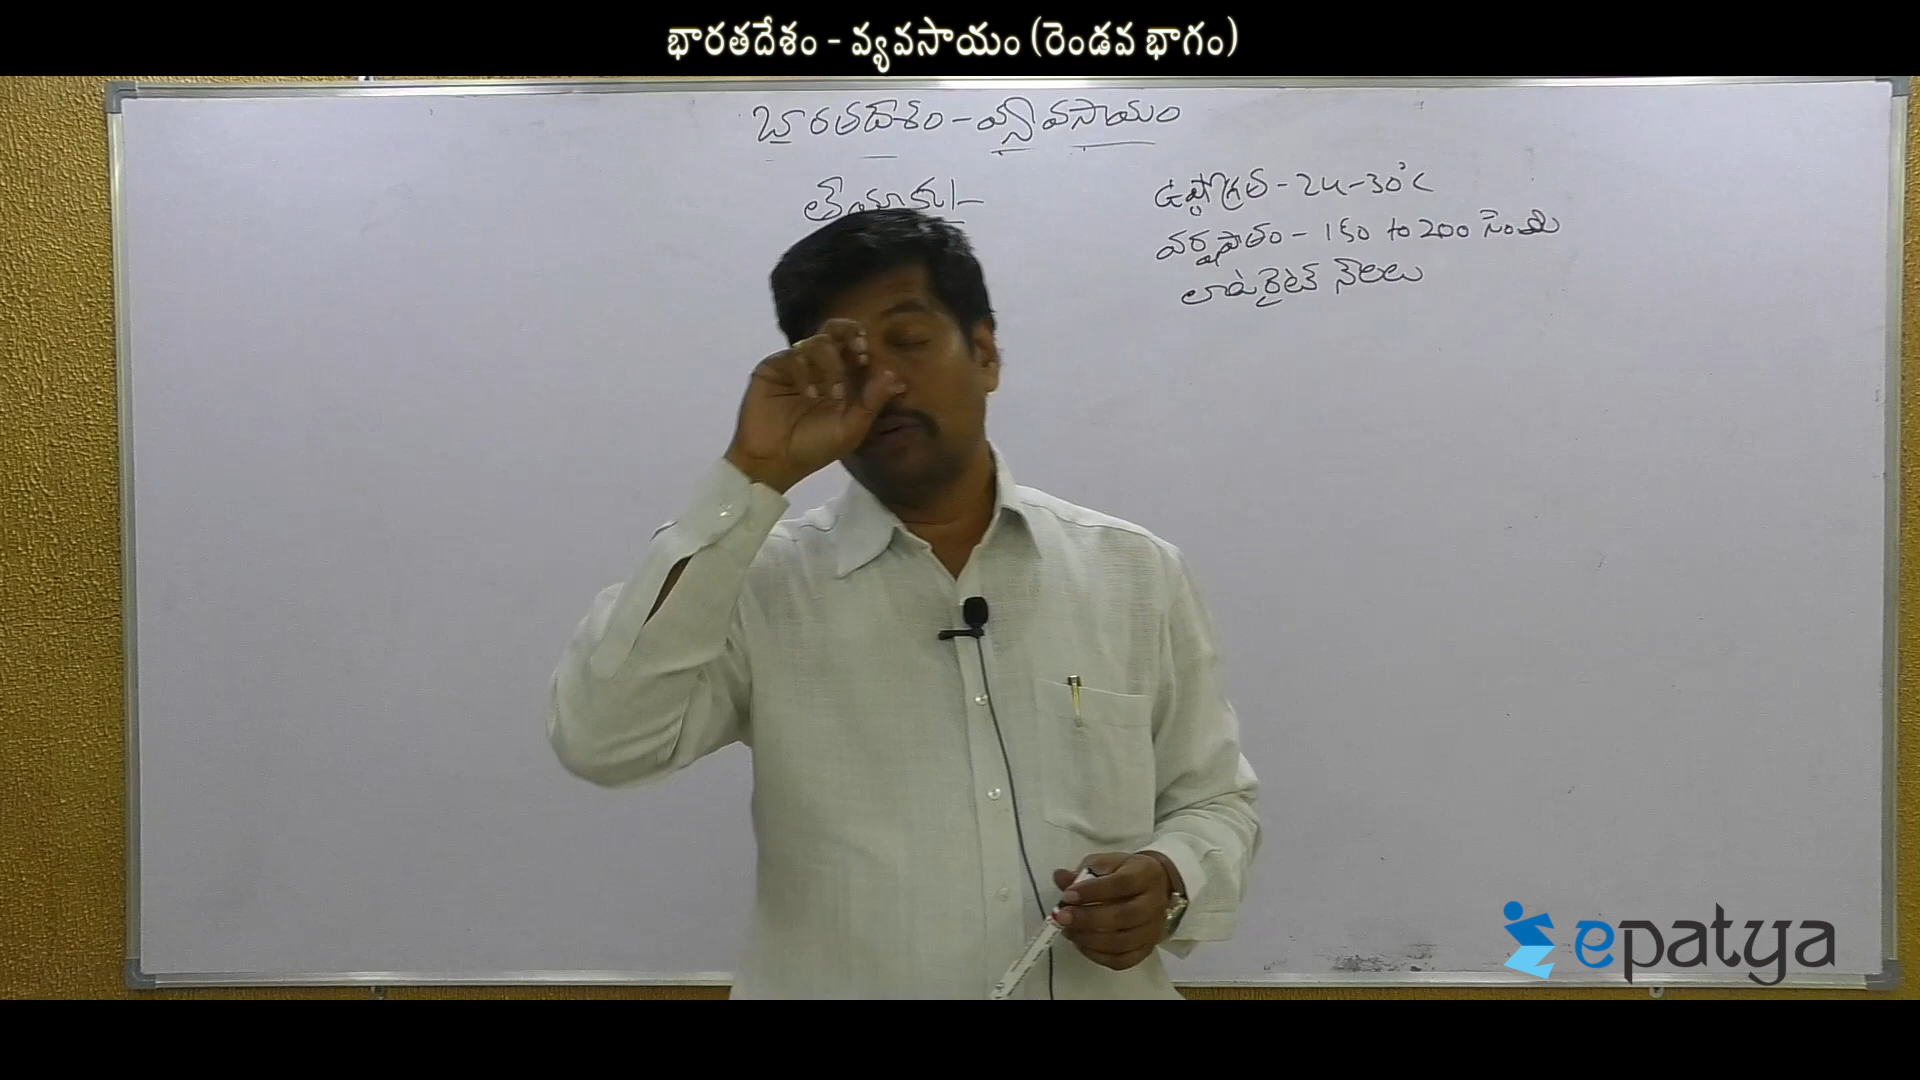 భారతదేశం - వ్యవసాయం (రెండవ భాగం)
భారతదేశం - వ్యవసాయం
తేయాకు :-
ఉష్ణోగ్రత - 24-30°C
వర్షపాతం - 150 to 200 సెంమీ
లాటరైట్ నేలలు
epatya